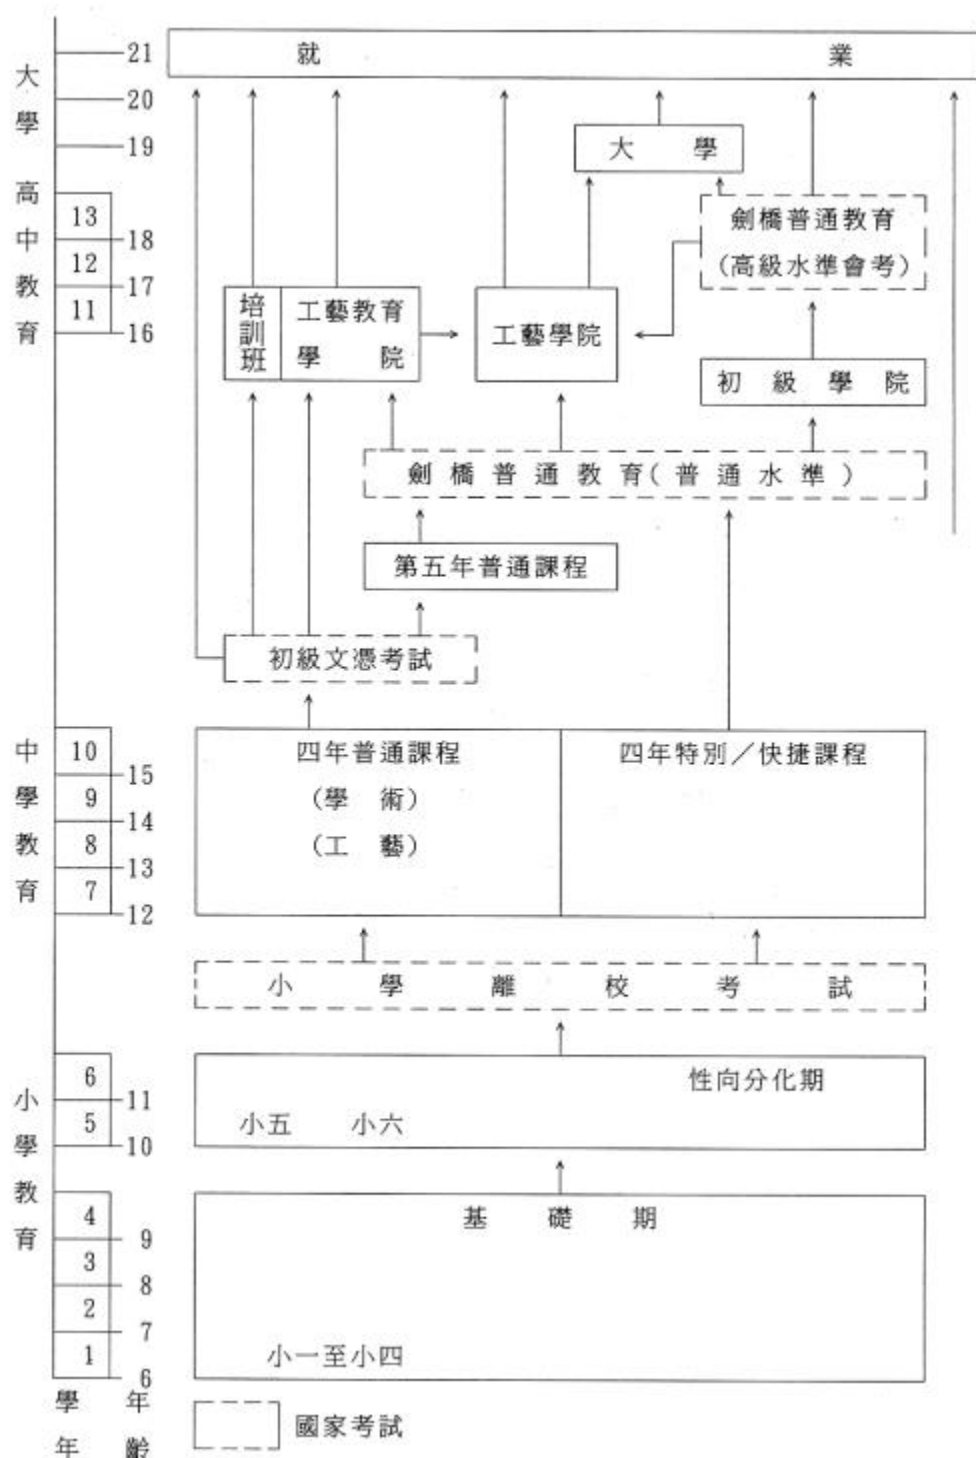 21 就業
大學
20
19
大學
高中教育
13
劍橋普通教育
18
(高級水準會考)
12
17
11
培訓班
工藝教育
學院
工藝學院
16
初級學院
劍橋普通教育(普通水準)
第五年普通課程
初級文憑考試
中學教育
10
四年普通課程
四年特別／快捷課程
15
9
(學術)
14
8
(工藝)
13
7
12
小學離校考試
小學教育
6
性向分化期
11
5
小五 小六
10
4
基礎期
9
3
8
2
7
1
小一至小四
6
學年
年齡
國家考試